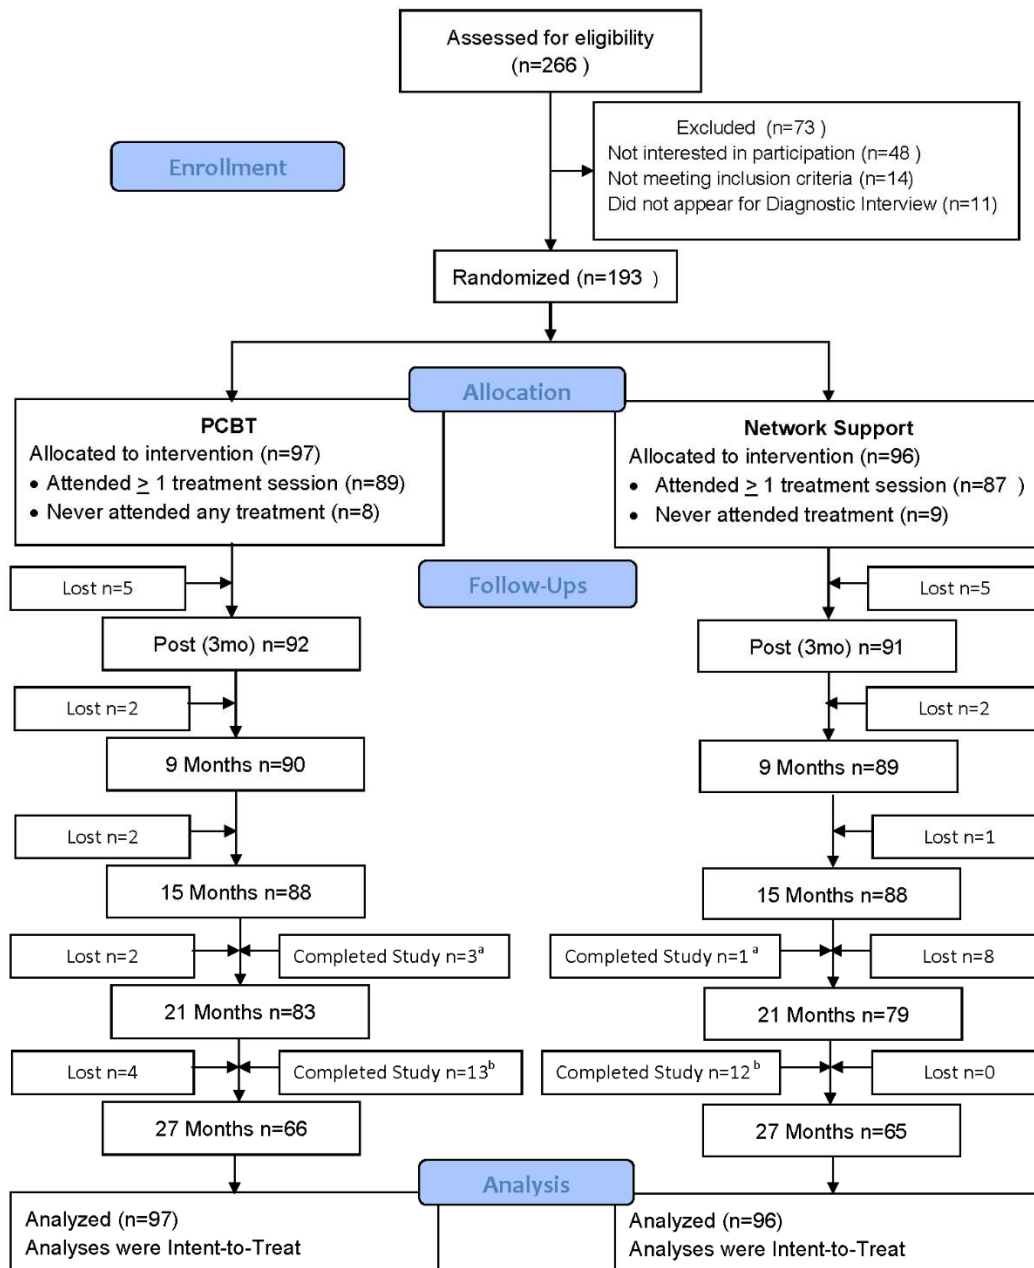 Assessed for eligibility
(n=266 )
Excluded (n=73 )
Not interested in participation (n=48 )
Not meeting inclusion criteria (n=14)
Did not appear for Diagnostic Interview (n=11)
Enrollment
Randomized (n=193 )
Allocation
PCBT
Allocated to intervention (n=97)
• Attended ≥ 1 treatment session (n=89)
• Never attended any treatment (n=8)
Network Support
Allocated to intervention (n=96)
• Attended ≥ 1 treatment session (n=87 )
• Never attended treatment (n=9)
Follow-Ups
Lost n=5
Lost n=5
Post (3mo) n=92
Post (3mo) n=91
Lost n=2
Lost n=2
9 Months n=90
9 Months n=89
Lost n=2
Lost n=1
15 Months n=88
15 Months n=88
Lost n=2
Completed Study n=3ᵃ
Completed Study n=1 ᵃ
Lost n=8
21 Months n=83
21 Months n=79
Lost n=4
Completed Study n=13ᵇ
Completed Study n=12 ᵇ
Lost n=0
27 Months n=66
27 Months n=65
Analysis
Analyzed (n=97)
Analyses were Intent-to-Treat
Analyzed (n=96)
Analyses were Intent-to-Treat